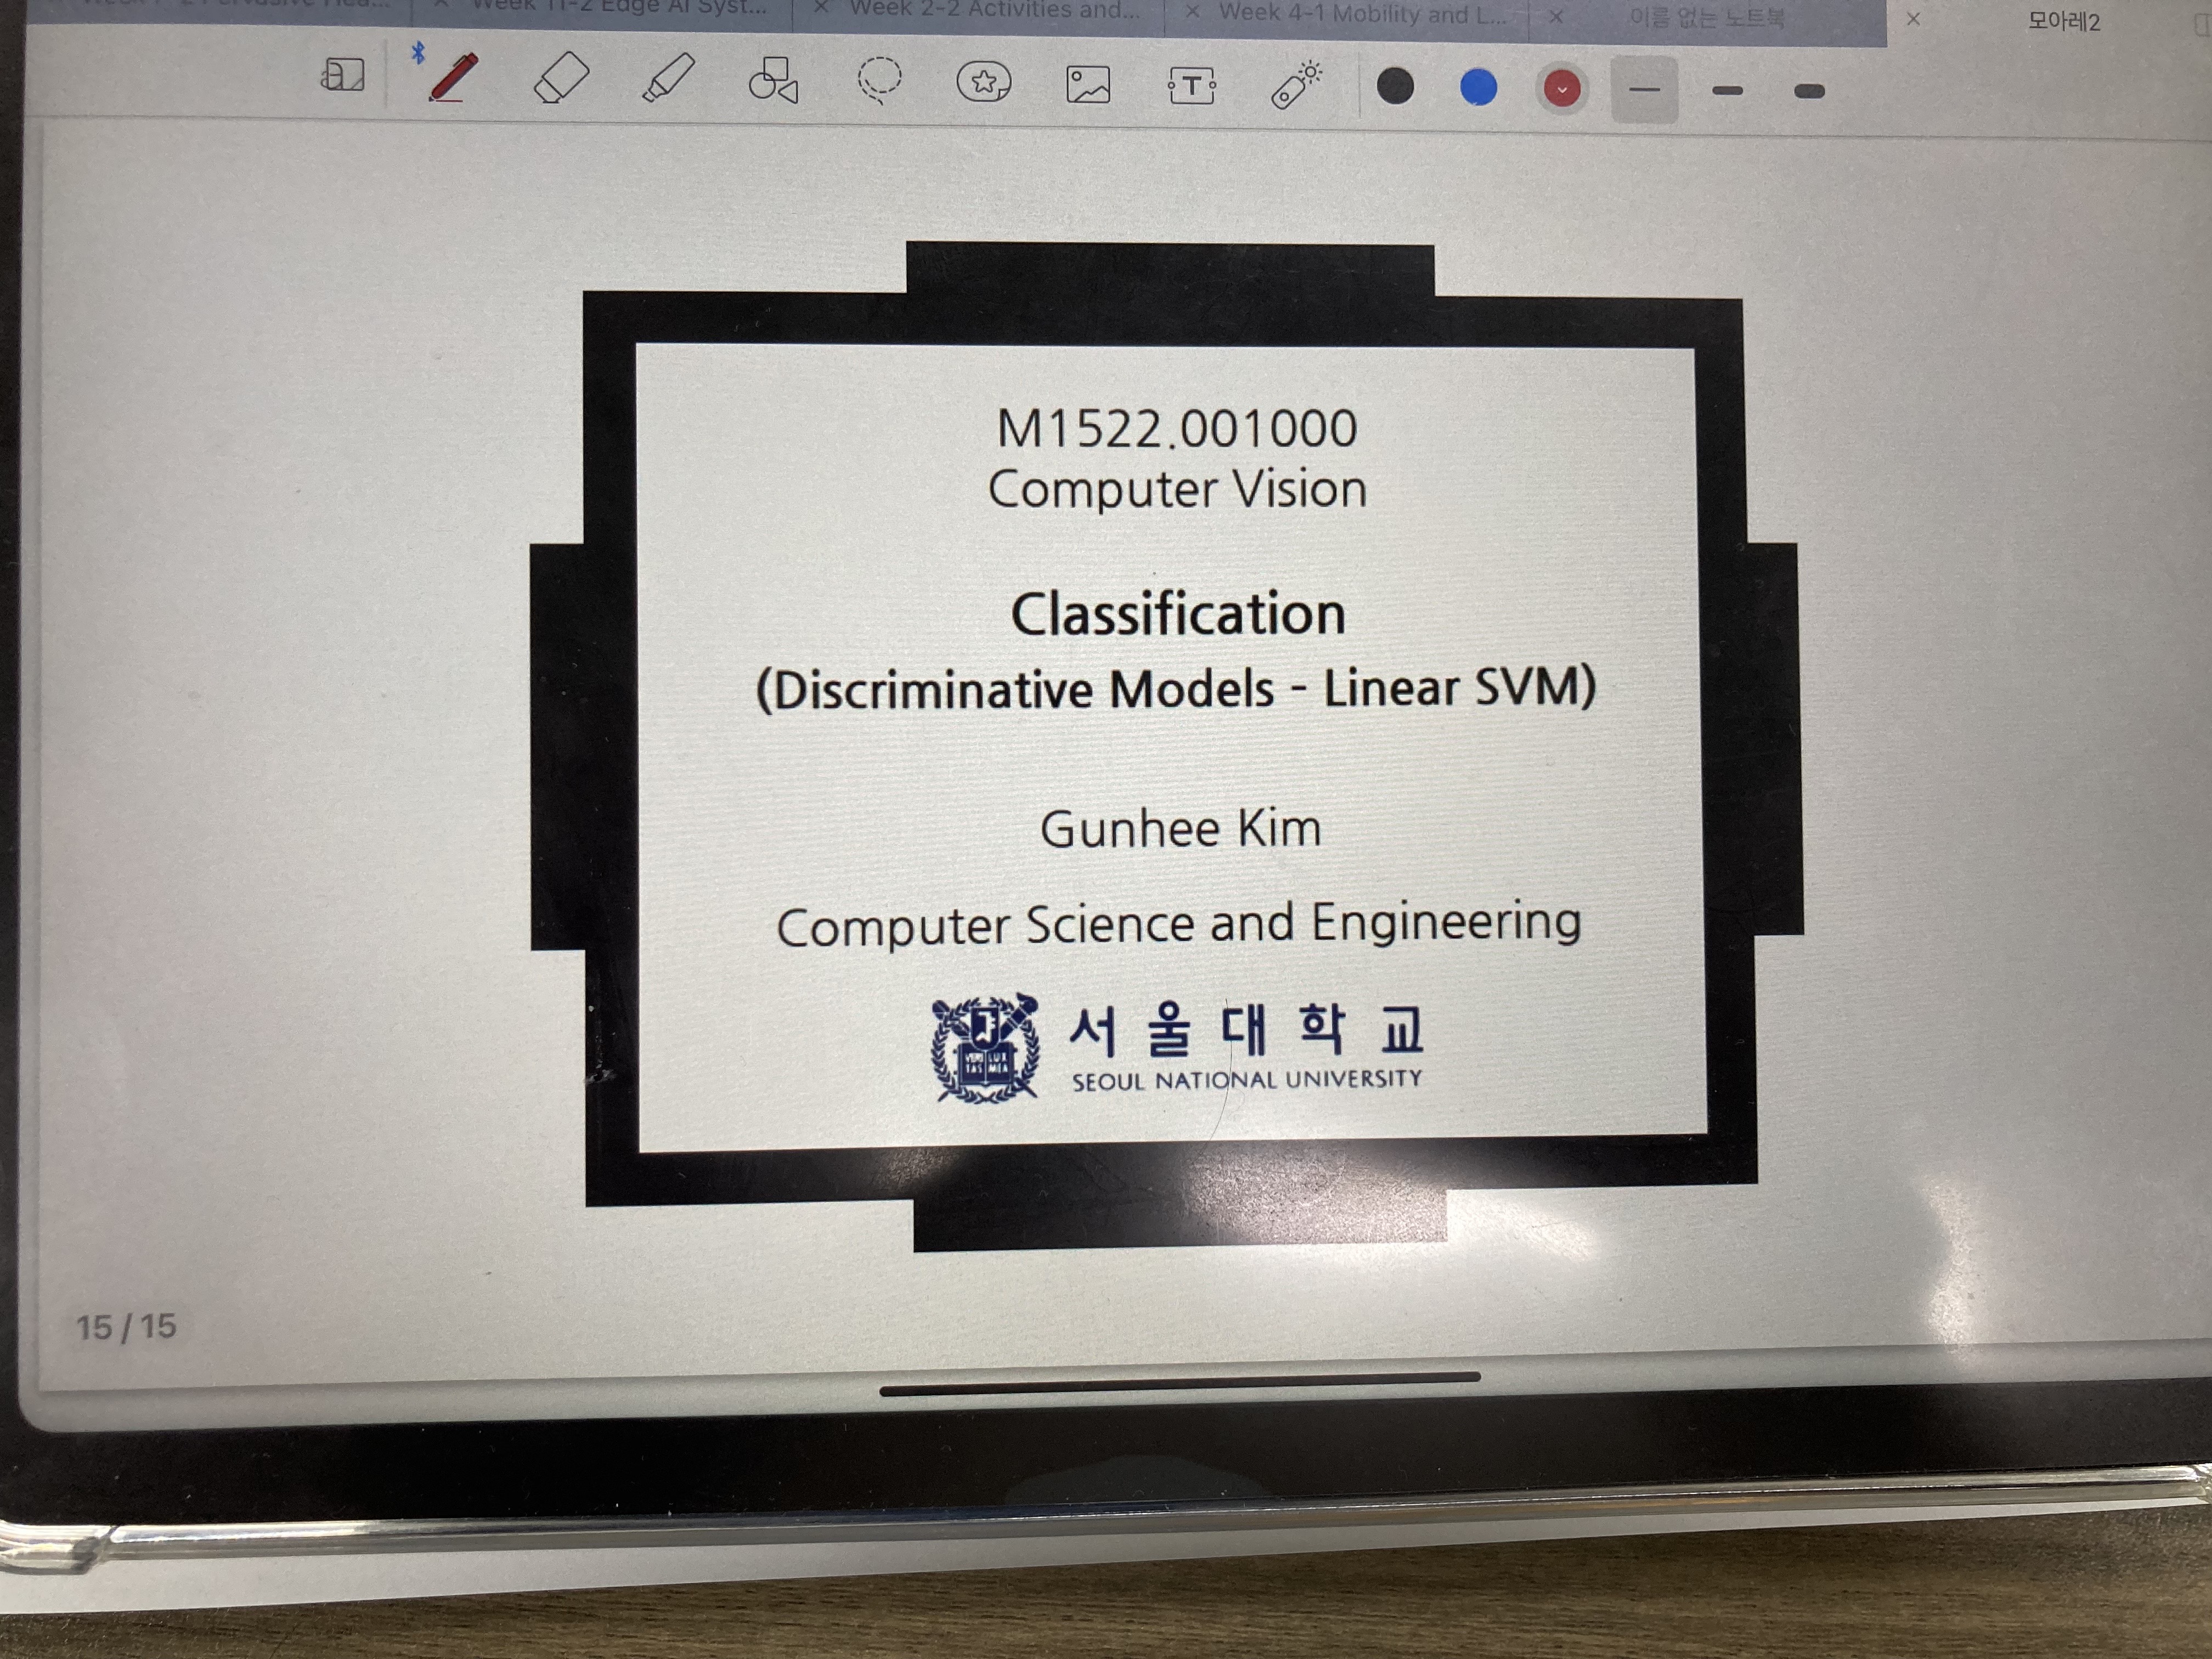 Week 11-2 Edge AI Syst...
Week 2-2 Activities and...
Week 4-1 Mobility and L...
이름 없는 노트북
모아레2
M1522.001000
Computer Vision
Classification
(Discriminative Models - Linear SVM)
Gunhee Kim
Computer Science and Engineering
서울대학교
SEOUL NATIONAL UNIVERSITY
15 / 15